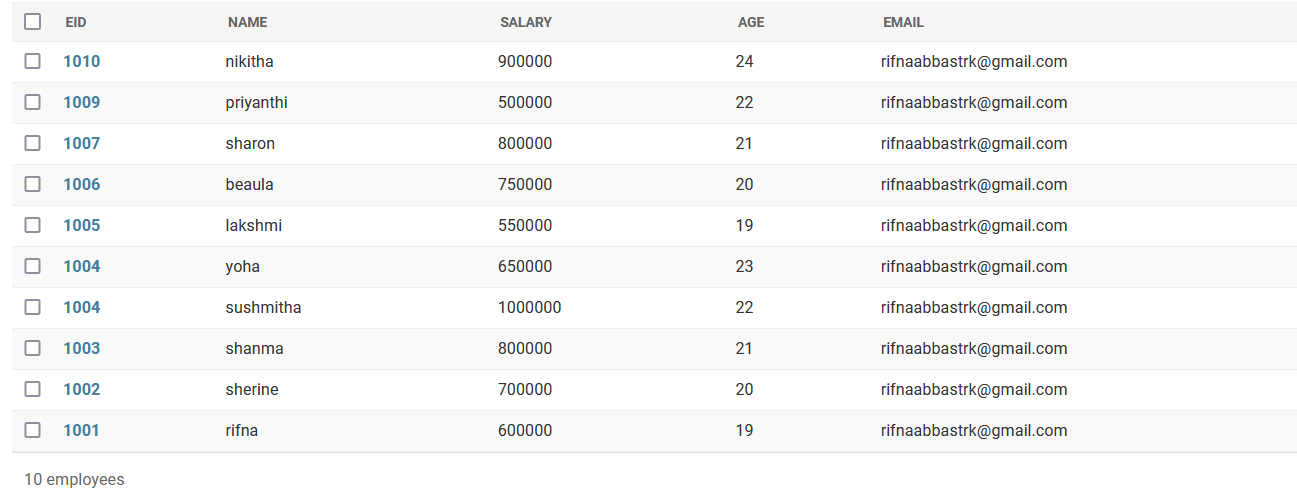 EID NAME SALARY AGE EMAIL
1010 nikitha 900000 24 rifnaabbastrk@gmail.com
1009 priyanthi 500000 22 rifnaabbastrk@gmail.com
1007 sharon 800000 21 rifnaabbastrk@gmail.com
1006 beaula 750000 20 rifnaabbastrk@gmail.com
1005 lakshmi 550000 19 rifnaabbastrk@gmail.com
1004 yoha 650000 23 rifnaabbastrk@gmail.com
1004 sushmitha 1000000 22 rifnaabbastrk@gmail.com
1003 shanma 800000 21 rifnaabbastrk@gmail.com
1002 sherine 700000 20 rifnaabbastrk@gmail.com
1001 rifna 600000 19 rifnaabbastrk@gmail.com
10 employees